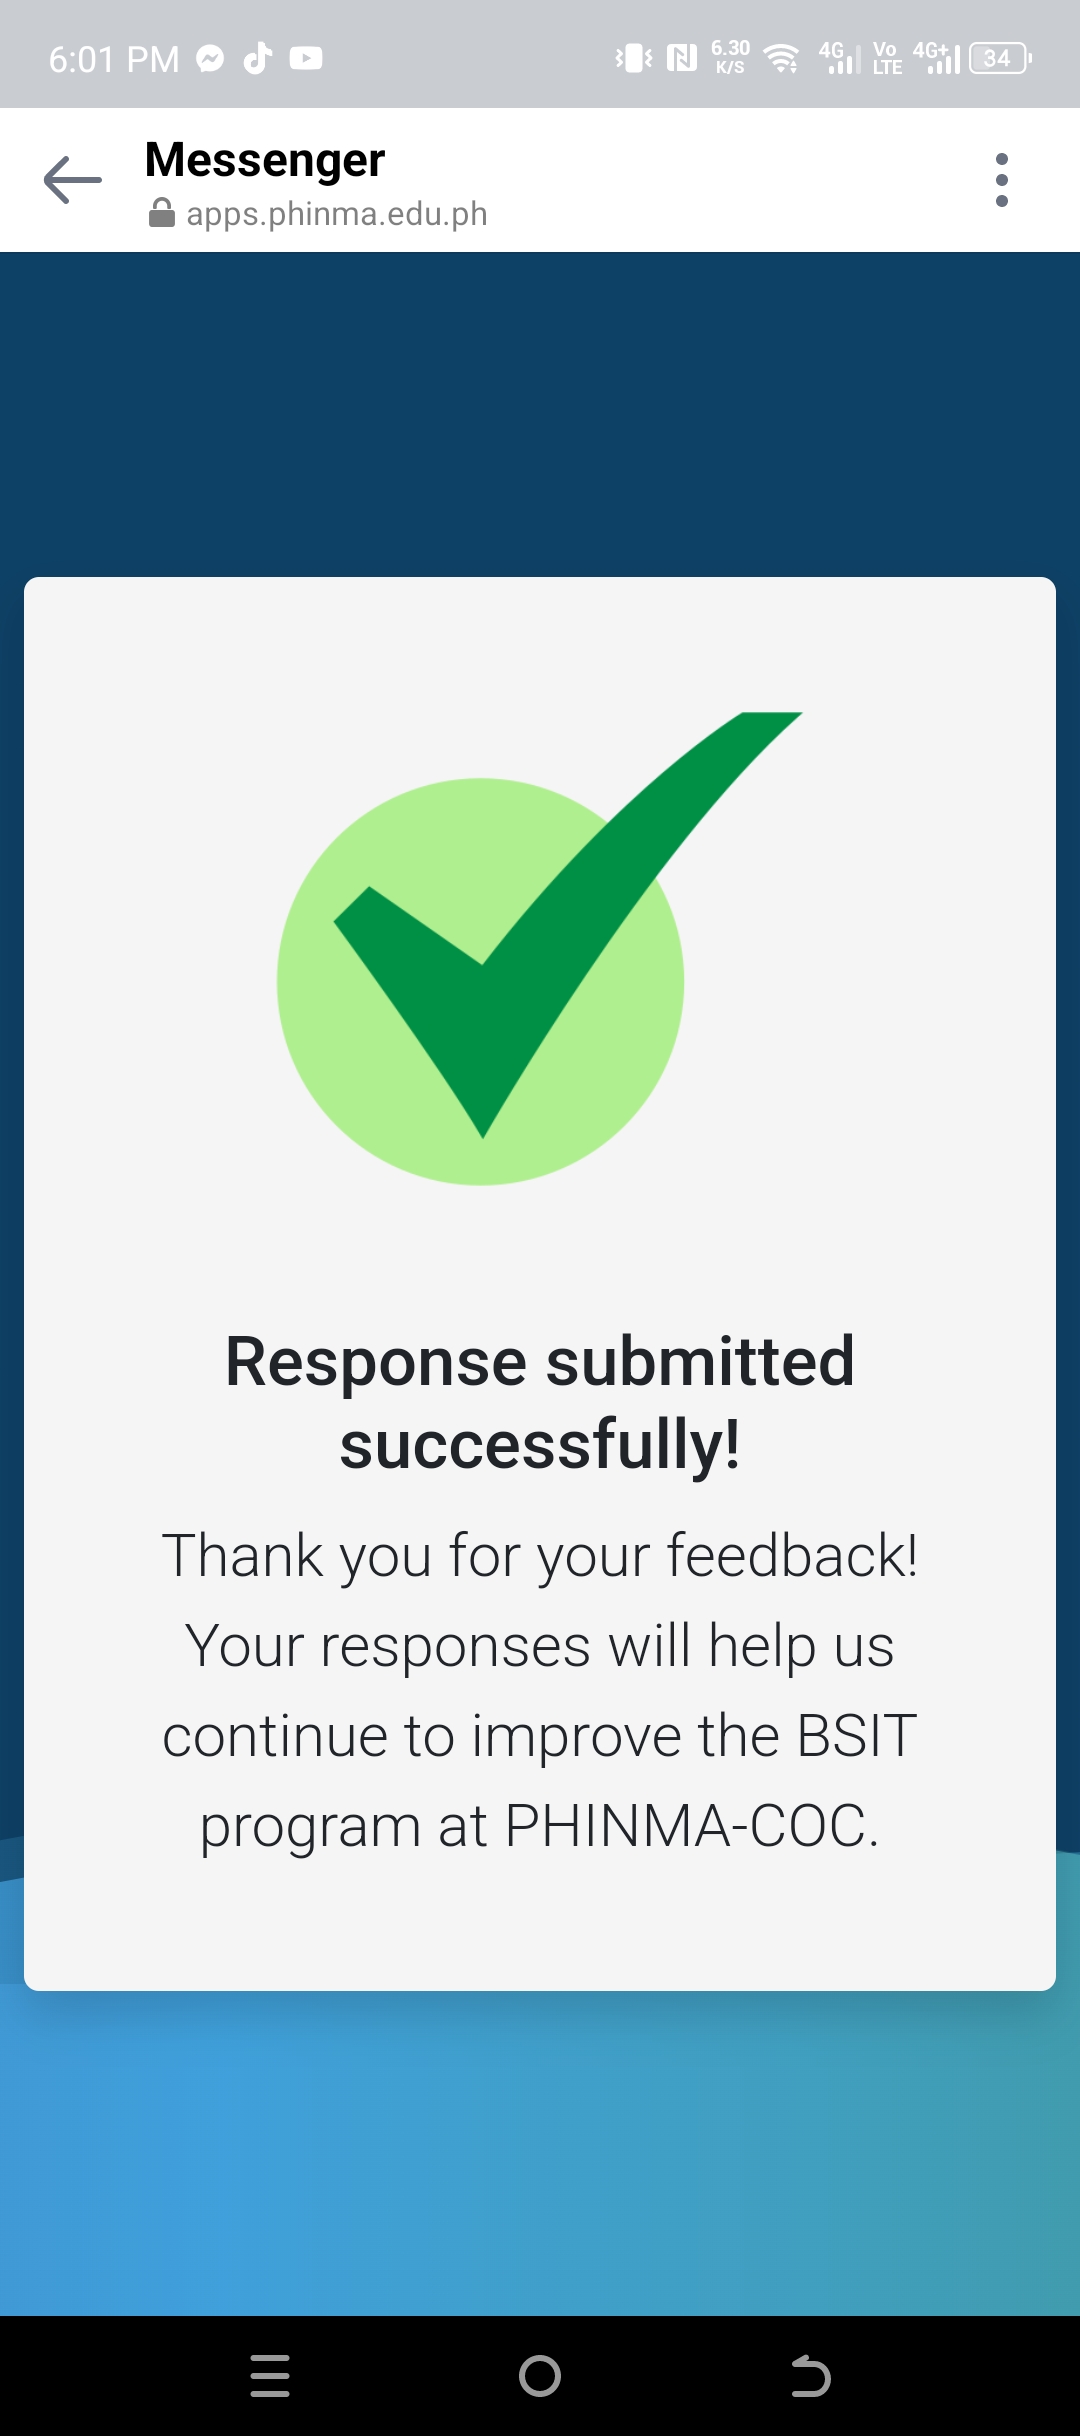 6:01 PM 6.30 K/S 4G Vo LTE 4G+ 34
Messenger
apps.phinma.edu.ph
Response submitted
successfully!
Thank you for your feedback!
Your responses will help us
continue to improve the BSIT
program at PHINMA-COC.